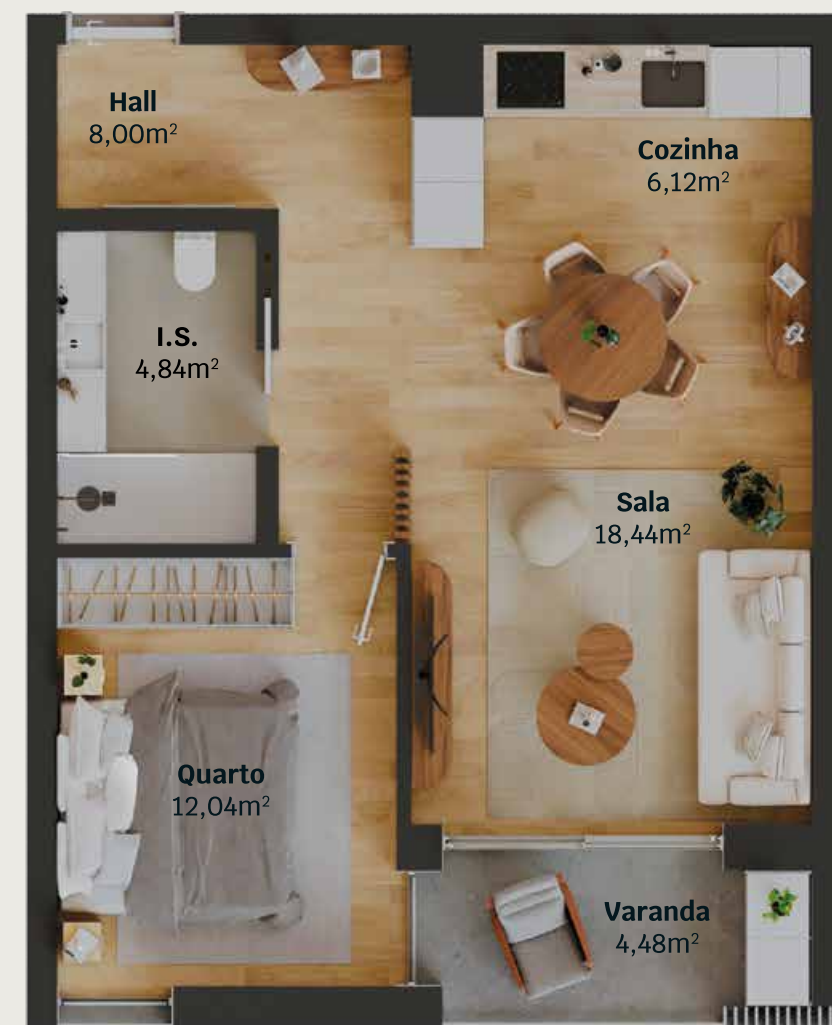 Hall
8,00m²
Cozinha
6,12m²
I.S.
4,84m²
Sala
18,44m²
Quarto
12,04m²
Varanda
4,48m²